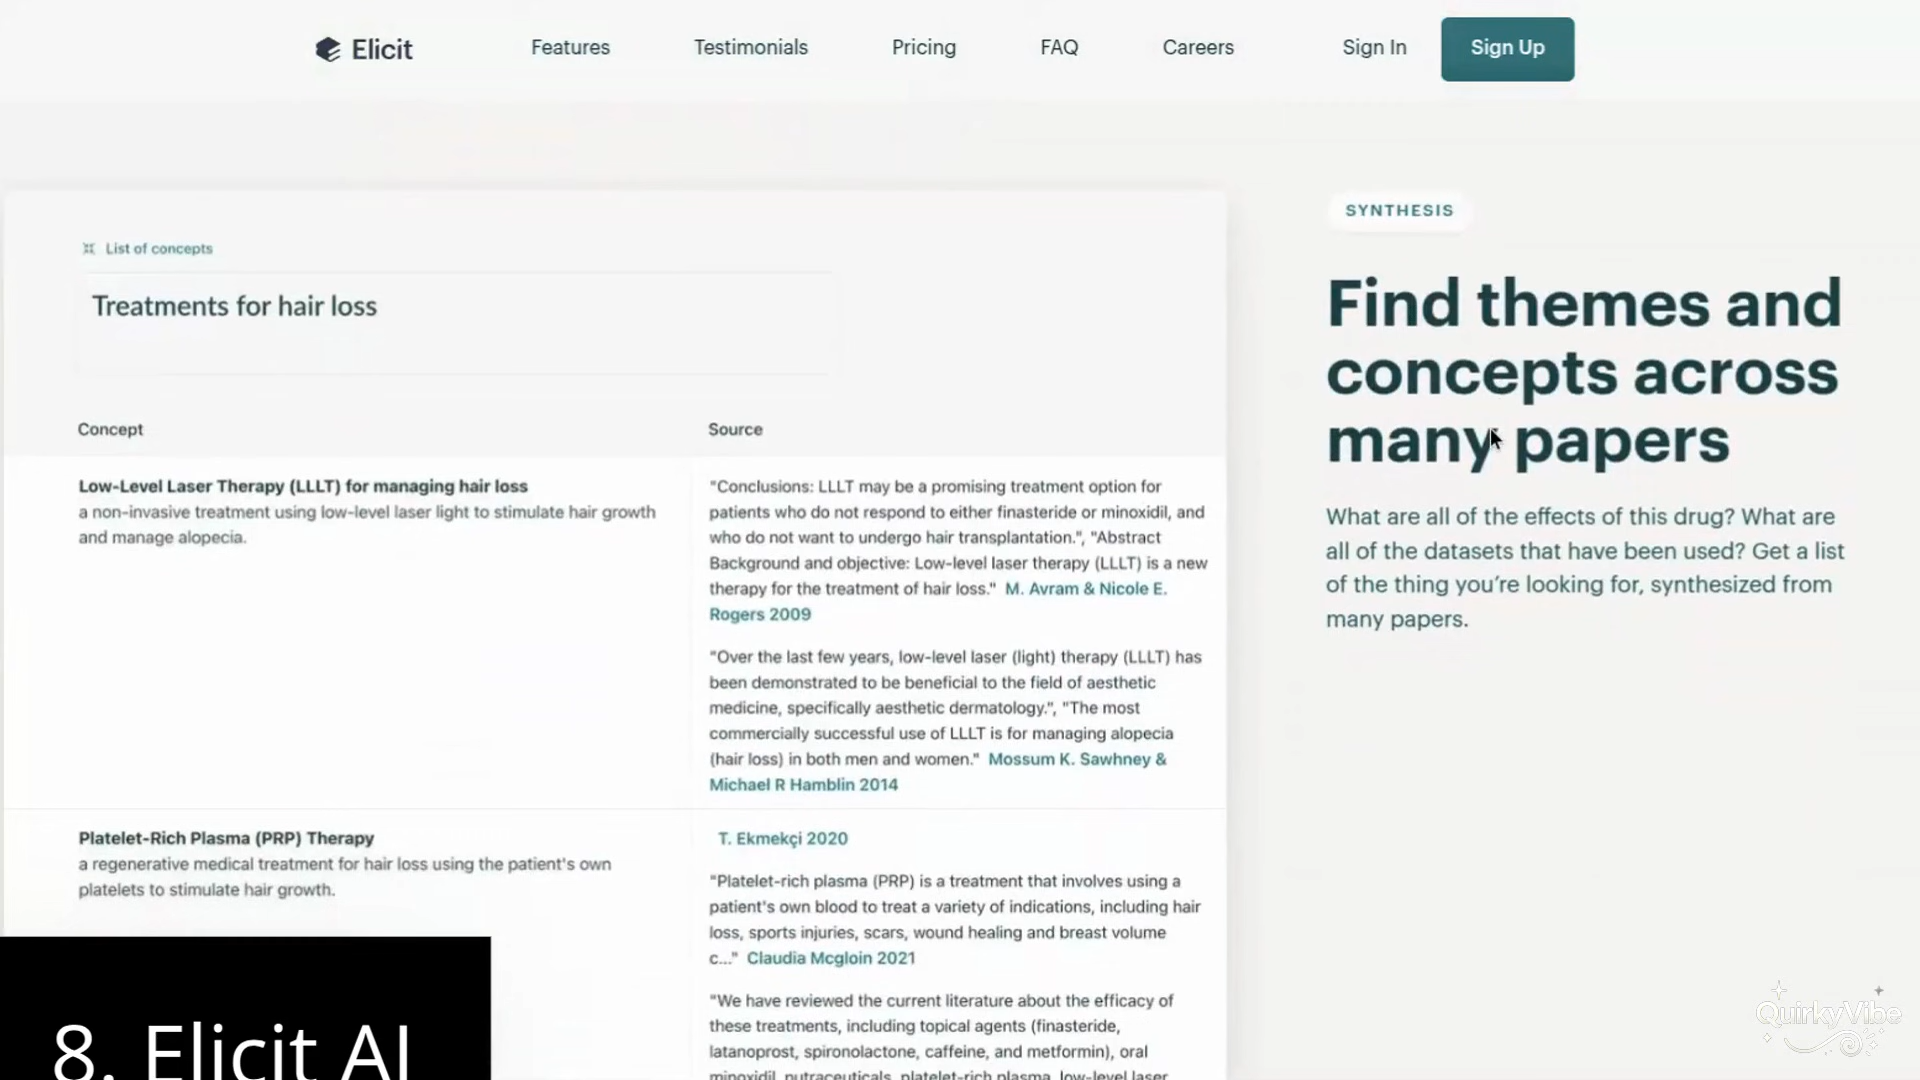 Elicit
Features
Testimonials
Pricing
FAQ
Careers
Sign In
Sign Up
List of concepts
Treatments for hair loss
Concept
Source
Low-Level Laser Therapy (LLLT) for managing hair loss
a non-invasive treatment using low-level laser light to stimulate hair growth
and manage alopecia.
"Conclusions: LLLT may be a promising treatment option for
patients who do not respond to either finasteride or minoxidil, and
who do not want to undergo hair transplantation.", "Abstract
Background and objective: Low-level laser therapy (LLLT) is a new
therapy for the treatment of hair loss." M. Avram & Nicole E.
Rogers 2009
"Over the last few years, low-level laser (light) therapy (LLLT) has
been demonstrated to be beneficial to the field of aesthetic
medicine, specifically aesthetic dermatology.", "The most
commercially successful use of LLLT is for managing alopecia
(hair loss) in both men and women." Mossum K. Sawhney &
Michael R Hamblin 2014
Platelet-Rich Plasma (PRP) Therapy
a regenerative medical treatment for hair loss using the patient's own
platelets to stimulate hair growth.
T. Ekmekçi 2020
"Platelet-rich plasma (PRP) is a treatment that involves using a
patient's own blood to treat a variety of indications, including hair
loss, sports injuries, scars, wound healing and breast volume
c..." Claudia Mcgloin 2021
"We have reviewed the current literature about the efficacy of
these treatments, including topical agents (finasteride,
latanoprost, spironolactone, caffeine, and metformin), oral
minoxidil, nutraceuticals, platelet-rich plasma, low-level laser
SYNTHESIS
Find themes and
concepts across
many papers
What are all of the effects of this drug? What are
all of the datasets that have been used? Get a list
of the thing you're looking for, synthesized from
many papers.
8. Elicit AI
QuirkyVibe